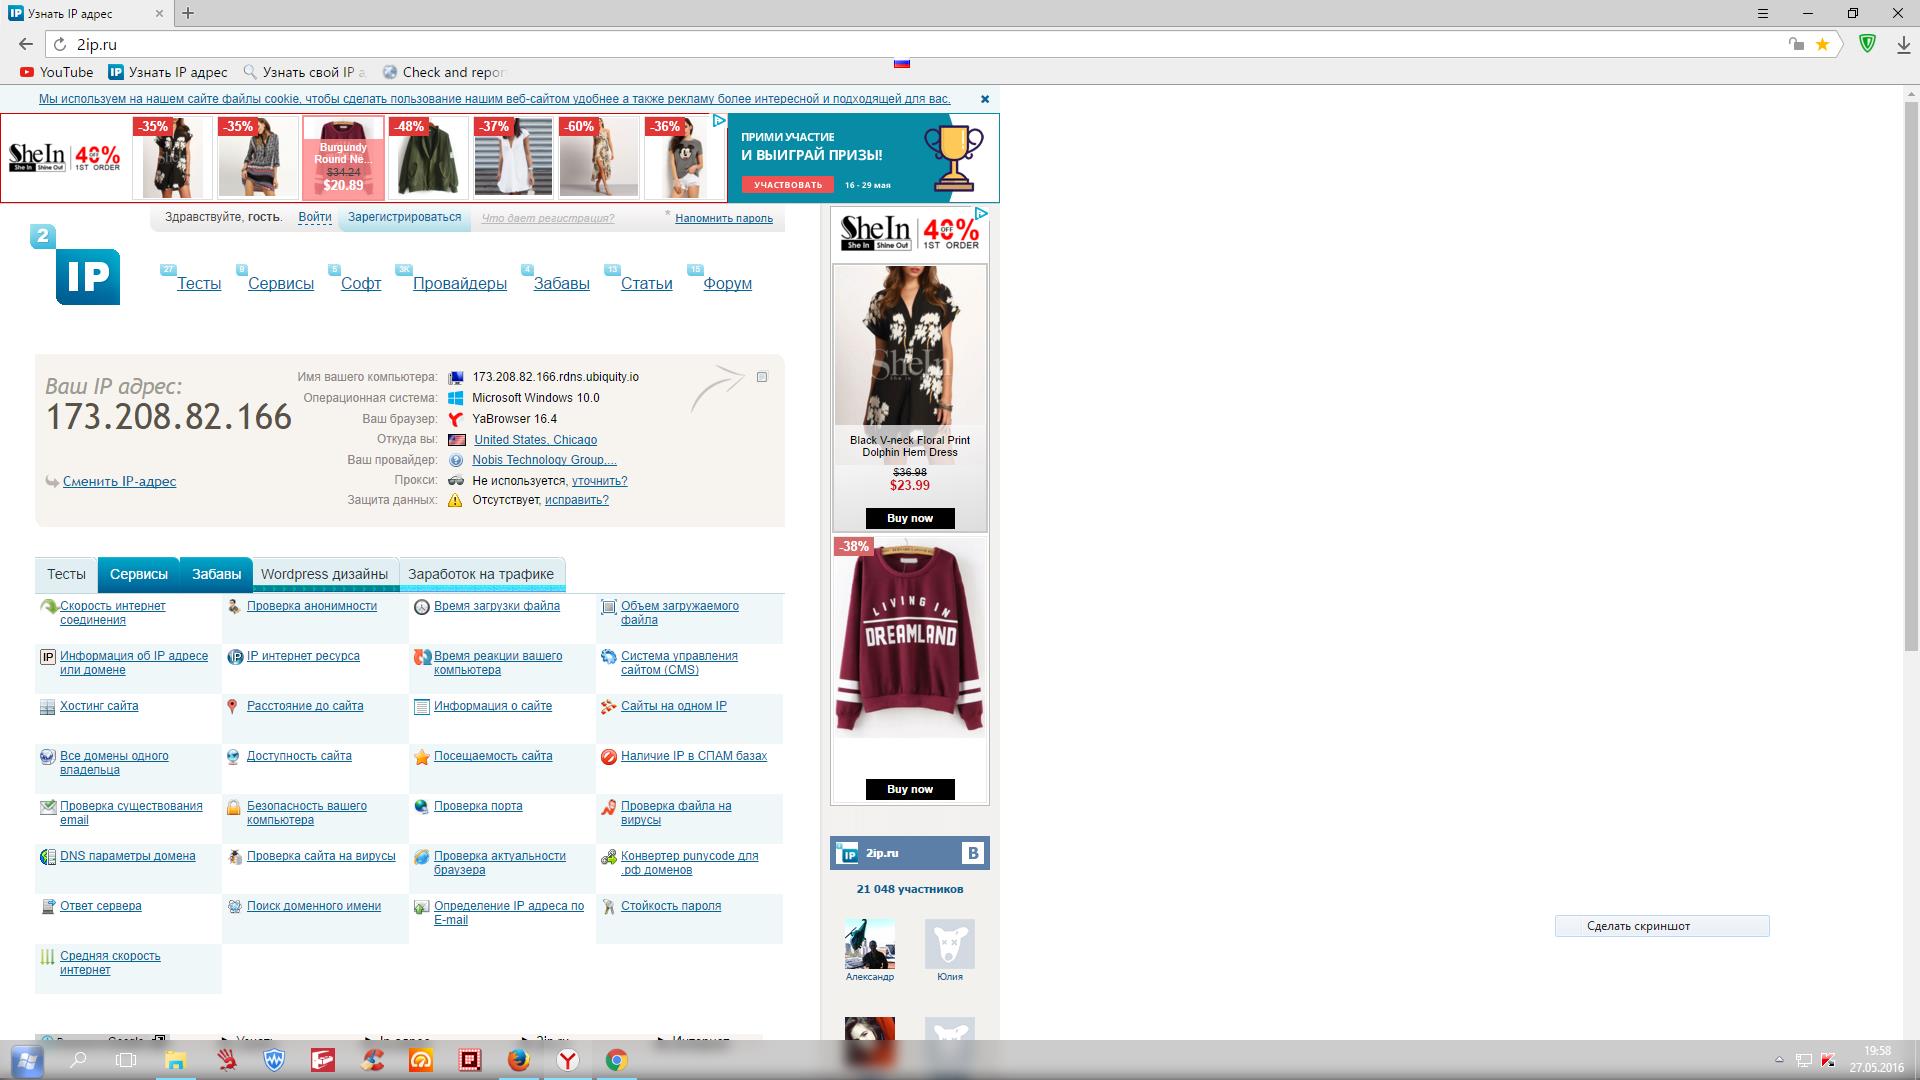 Узнать IP адрес
2ip.ru
YouTube
Узнать IP адрес
Узнать свой IP а
Check and repor
Мы используем на нашем сайте файлы cookie, чтобы сделать пользование нашим веб-сайтом удобнее а также рекламу более интересной и подходящей для вас.
SheIn
She In Shine Out
40%
1ST ORDER
-35%
-35%
Burgundy
Round Ne...
$34.24
$20.89
-48%
-37%
-60%
-36%
ПРИМИ УЧАСТИЕ
И ВЫИГРАЙ ПРИЗЫ!
УЧАСТВОВАТЬ
16 - 29 мая
Здравствуйте, гость.
Войти
Зарегистрироваться
Что дает регистрация?
* Напомнить пароль
2
IP
27
Тесты
9
Сервисы
5
Софт
3K
Провайдеры
4
Забавы
13
Статьи
15
Форум
Ваш IP адрес:
173.208.82.166
Сменить IP-адрес
Имя вашего компьютера: 173.208.82.166.rdns.ubiquity.io
Операционная система: Microsoft Windows 10.0
Ваш браузер: YaBrowser 16.4
Откуда вы: United States, Chicago
Ваш провайдер: Nobis Technology Group,...
Прокси: Не используется, уточнить?
Защита данных: Отсутствует, исправить?
Тесты
Сервисы
Забавы
Wordpress дизайны
Заработок на трафике
Скорость интернет
соединения
Проверка анонимности
Время загрузки файла
Объем загружаемого
файла
Информация об IP адресе
или домене
IP интернет ресурса
Время реакции вашего
компьютера
Система управления
сайтом (CMS)
Хостинг сайта
Расстояние до сайта
Информация о сайте
Сайты на одном IP
Все домены одного
владельца
Доступность сайта
Посещаемость сайта
Наличие IP в СПАМ базах
Проверка существования
email
Безопасность вашего
компьютера
Проверка порта
Проверка файла на
вирусы
DNS параметры домена
Проверка сайта на вирусы
Проверка актуальности
браузера
Конвертер punycode для
.рф доменов
Ответ сервера
Поиск доменного имени
Определение IP адреса по
E-mail
Стойкость пароля
Средняя скорость
интернет
SheIn
She In Shine Out
40%
OFF
1ST ORDER
SheIn
Black V-neck Floral Print
Dolphin Hem Dress
$36.98
$23.99
Buy now
-38%
LIVING IN
DREAMLAND
Buy now
2ip.ru
B
21 048 участников
Александр
Юлия
Сделать скриншот
19:58
27.05.2016